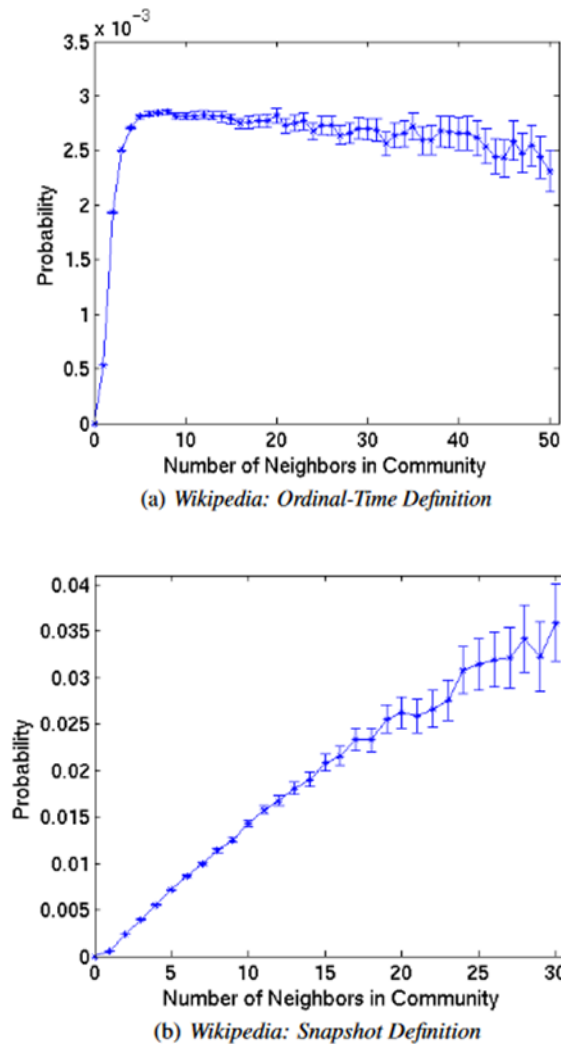 x 10⁻³
3.5
3
2.5
2
1.5
1
0.5
0
Probability
0 10 20 30 40 50
Number of Neighbors in Community
(a) Wikipedia: Ordinal-Time Definition
0.04
0.035
0.03
0.025
0.02
0.015
0.01
0.005
0
Probability
0 5 10 15 20 25 30
Number of Neighbors in Community
(b) Wikipedia: Snapshot Definition